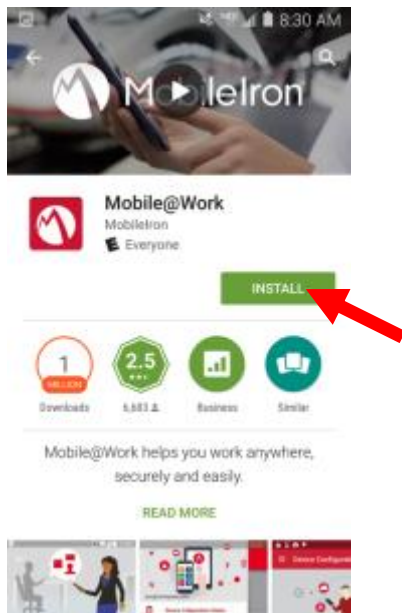 8:30 AM
MobileIron
Mobile@Work
MobileIron
Everyone
INSTALL
1
MILLION
2.5
Downloads
6,683
Business
Similar
Mobile@Work helps you work anywhere,
securely and easily.
READ MORE